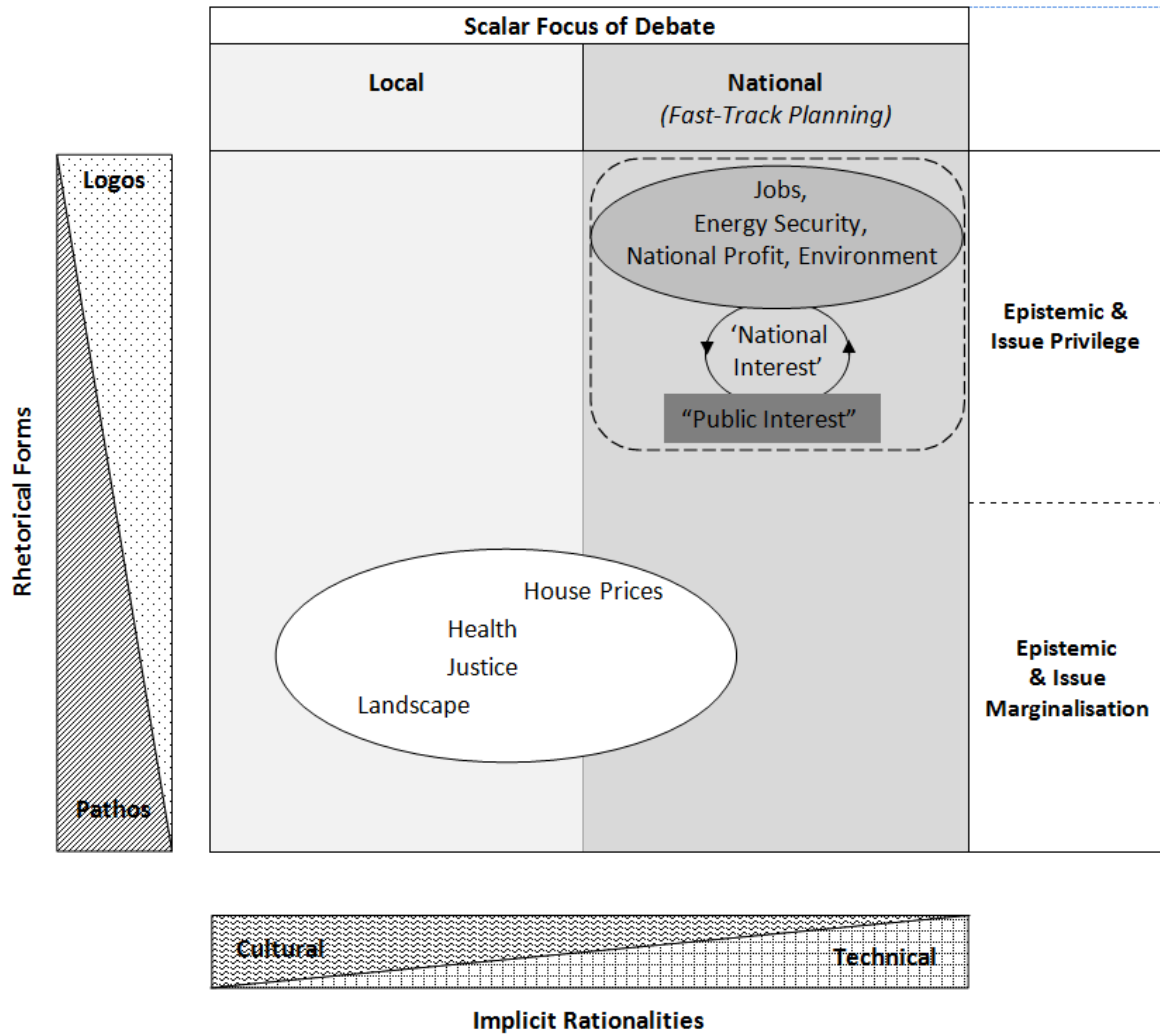 Scalar Focus of Debate
Local
National
(Fast-Track Planning)
Logos
Jobs,
Energy Security,
National Profit, Environment
‘National
Interest’
“Public Interest”
Epistemic &
Issue Privilege
Rhetorical Forms
House Prices
Health
Justice
Landscape
Epistemic
& Issue
Marginalisation
Pathos
Cultural
Technical
Implicit Rationalities